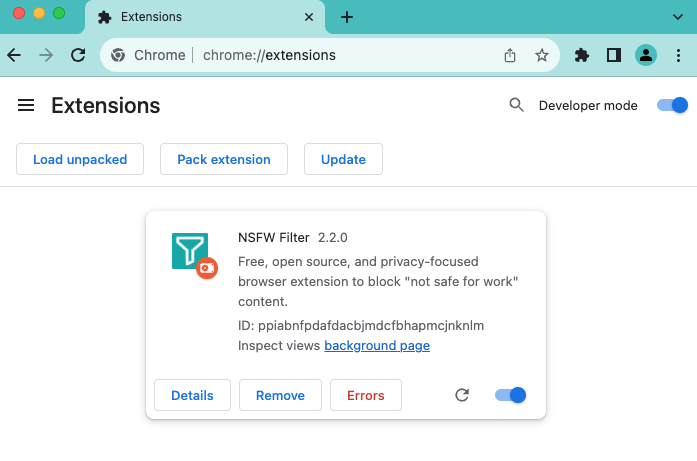 Extensions
Chrome chrome://extensions
Extensions
Developer mode
Load unpacked
Pack extension
Update
NSFW Filter 2.2.0
Free, open source, and privacy-focused
browser extension to block "not safe for work"
content.
ID: ppiabnfpdafdacbjmdcfbhapmcjnknlm
Inspect views background page
Details
Remove
Errors